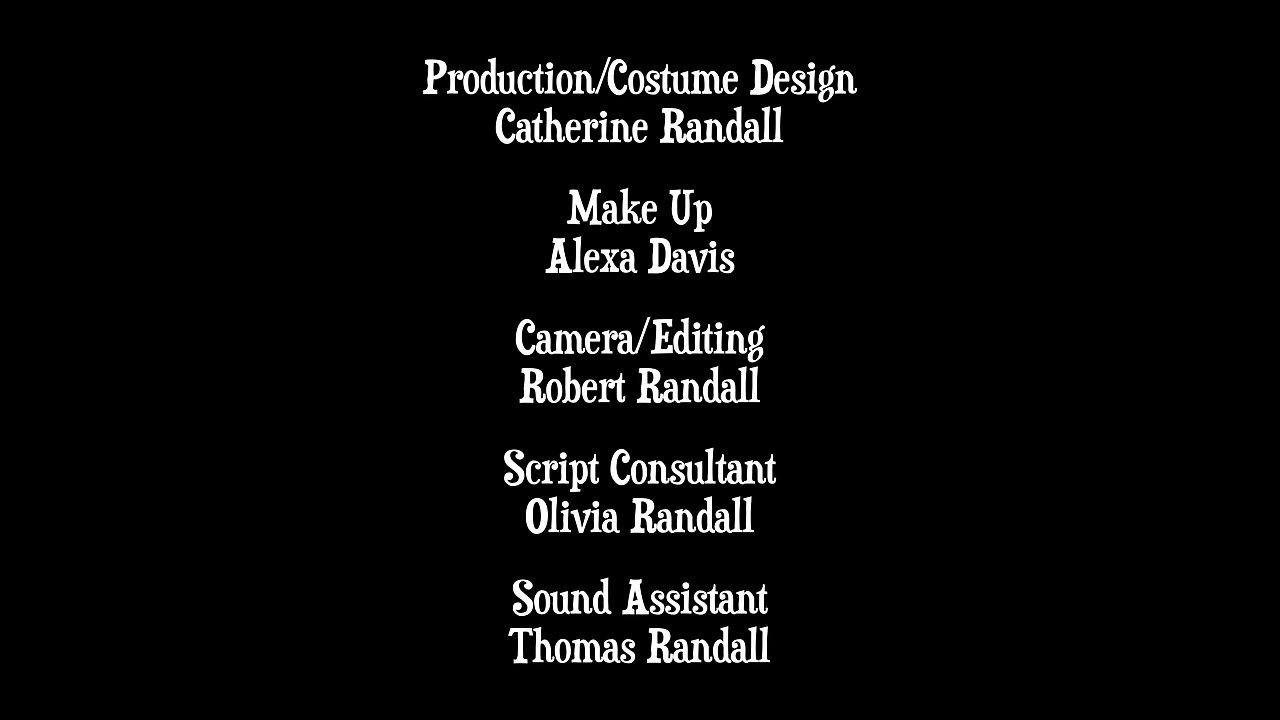 Production/Costume Design
Catherine Randall
Make Up
Alexa Davis
Camera/Editing
Robert Randall
Script Consultant
Olivia Randall
Sound Assistant
Thomas Randall